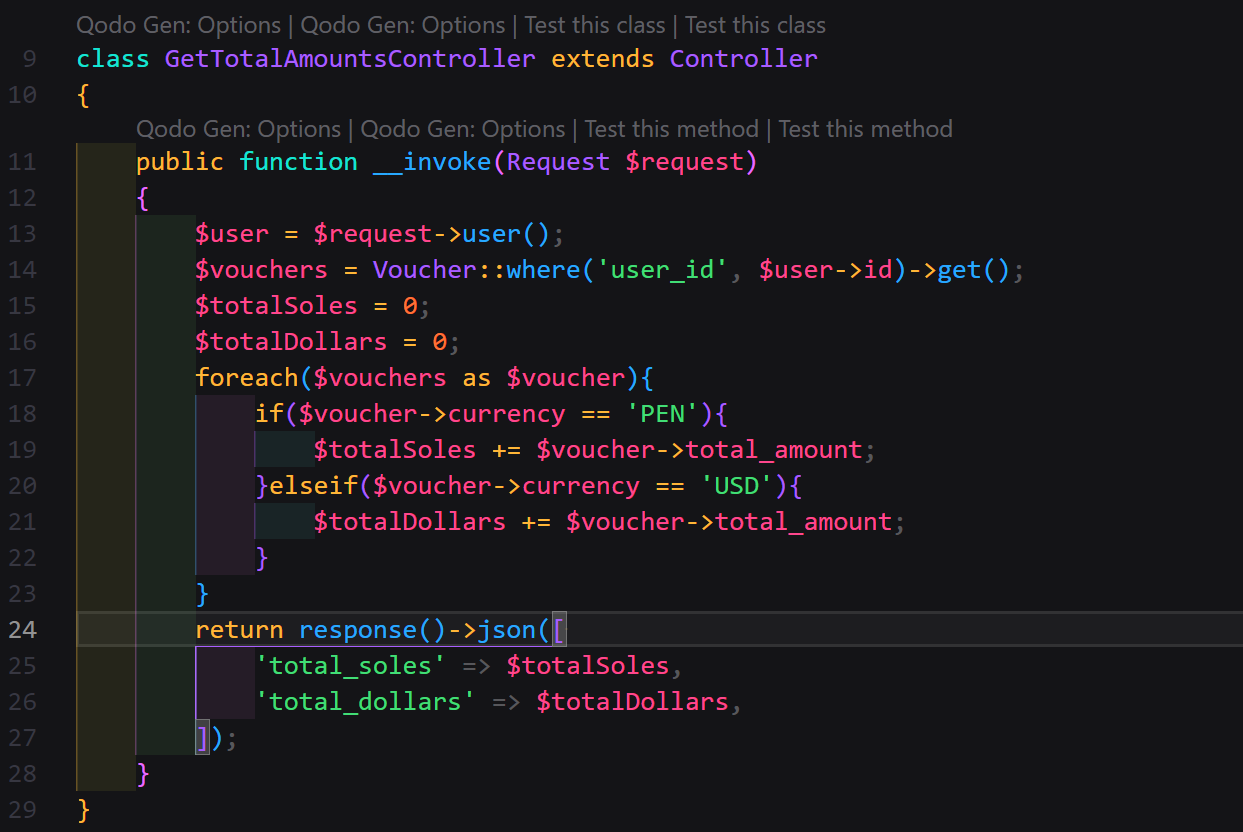 Qodo Gen: Options | Qodo Gen: Options | Test this class | Test this class
9 class GetTotalAmountsController extends Controller
10 {
Qodo Gen: Options | Qodo Gen: Options | Test this method | Test this method
11     public function __invoke(Request $request)
12     {
13         $user = $request->user();
14         $vouchers = Voucher::where('user_id', $user->id)->get();
15         $totalSoles = 0;
16         $totalDollars = 0;
17         foreach($vouchers as $voucher){
18             if($voucher->currency == 'PEN'){
19                 $totalSoles += $voucher->total_amount;
20             }elseif($voucher->currency == 'USD'){
21                 $totalDollars += $voucher->total_amount;
22             }
23         }
24         return response()->json([
25             'total_soles' => $totalSoles,
26             'total_dollars' => $totalDollars,
27         ]);
28     }
29 }